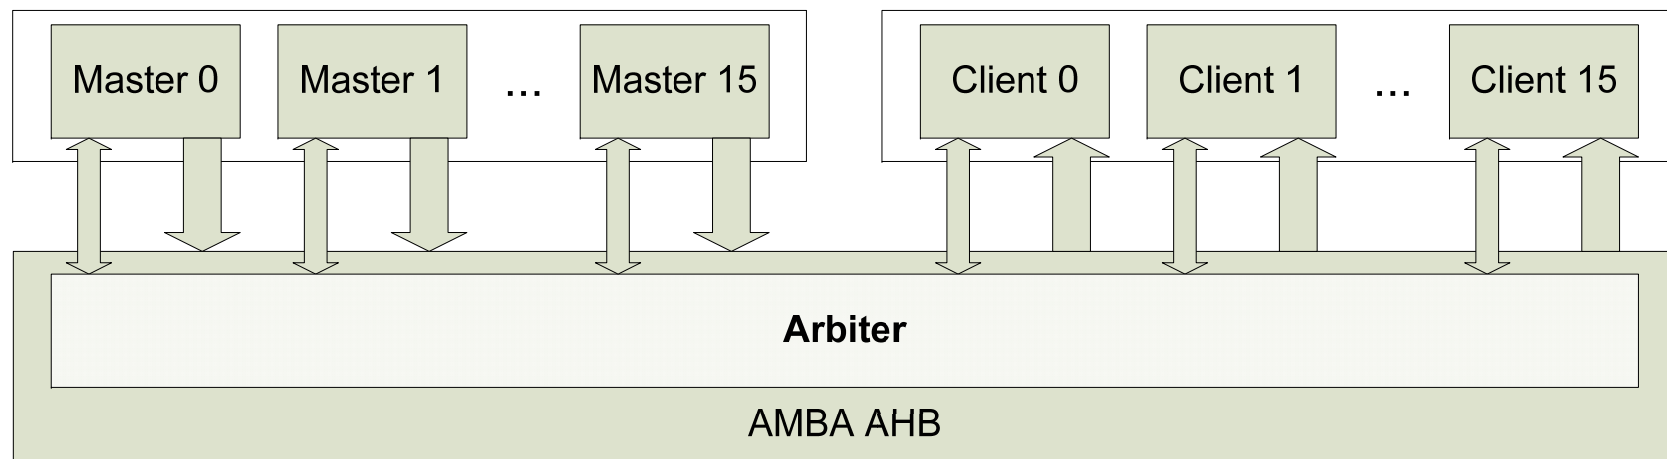 Master 0
Master 1
...
Master 15
Client 0
Client 1
...
Client 15
Arbiter
AMBA AHB